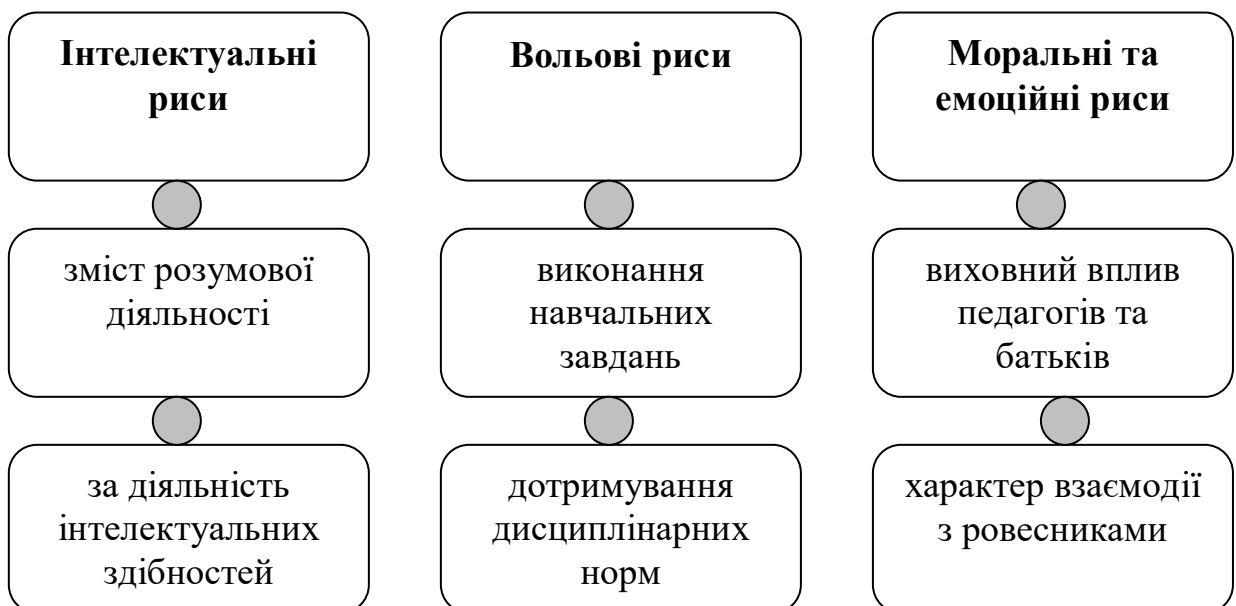 Інтелектуальні
риси
зміст розумової
діяльності
за діяльність
інтелектуальних
здібностей
Вольові риси
виконання
навчальних
завдань
дотримування
дисциплінарних
норм
Моральні та
емоційні риси
виховний вплив
педагогів та
батьків
характер взаємодії
з ровесниками